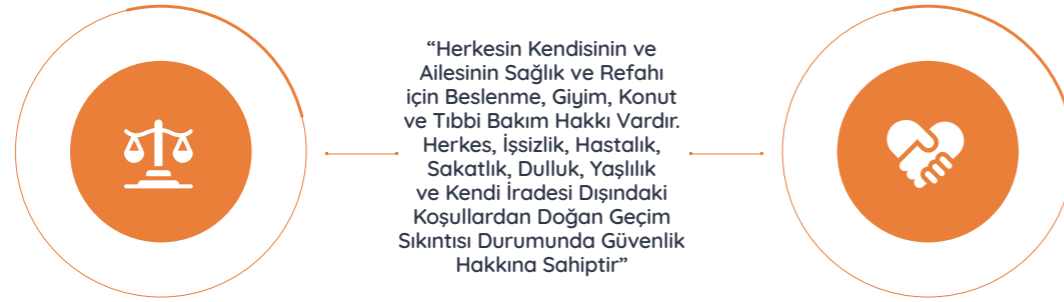 “Herkesin Kendisinin ve
Ailesinin Sağlık ve Refahı
için Beslenme, Giyim, Konut
ve Tıbbi Bakım Hakkı Vardır.
Herkes, İşsizlik, Hastalık,
Sakatlık, Dulluk, Yaşlılık
ve Kendi İradesi Dışındaki
Koşullardan Doğan Geçim
Sıkıntısı Durumunda Güvenlik
Hakkına Sahiptir”